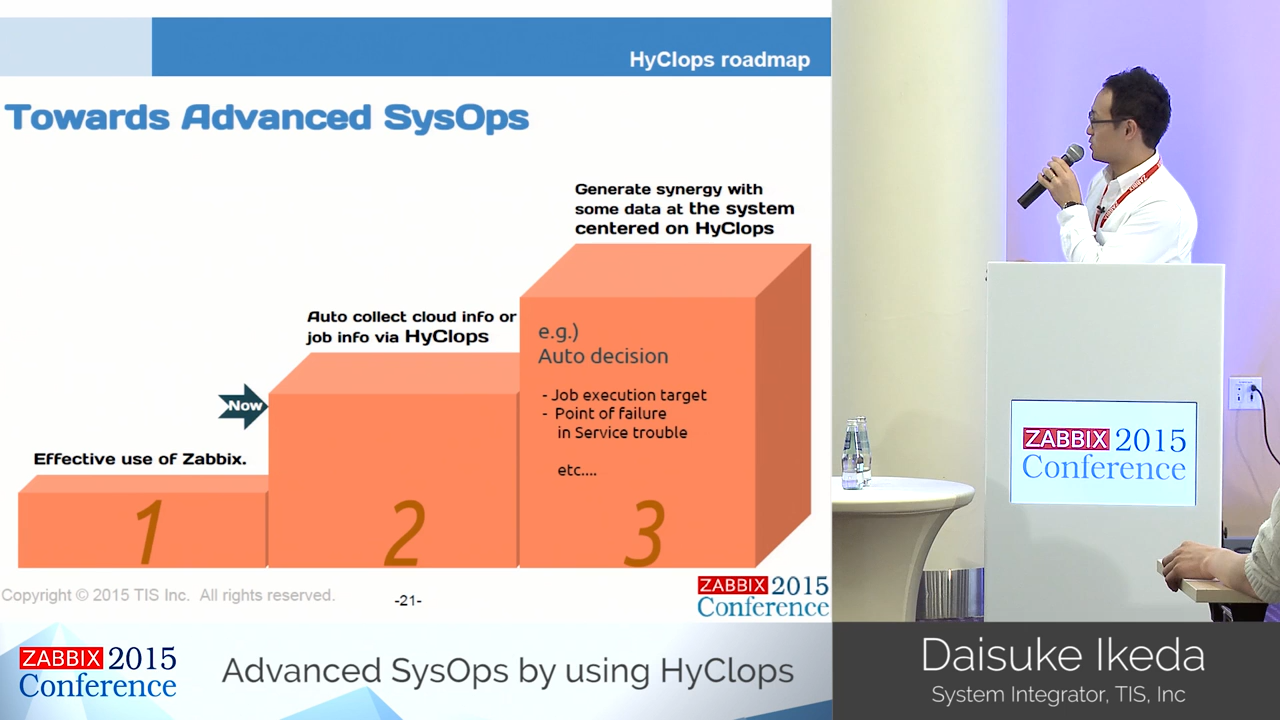 HyClops roadmap
Towards Advanced SysOps
Generate synergy with
some data at the system
centered on HyClops
Auto collect cloud info or
job info via HyClops
e.g.)
Auto decision
- Job execution target
- Point of failure
in Service trouble
etc....
Now
Effective use of Zabbix.
1
2
3
Copyright © 2015 TIS Inc. All rights reserved.
-21-
ZABBIX 2015
Conference
ZABBIX 2015
Conference
ZABBIX 2015
Conference
Advanced SysOps by using HyClops
Daisuke Ikeda
System Integrator, TIS, Inc